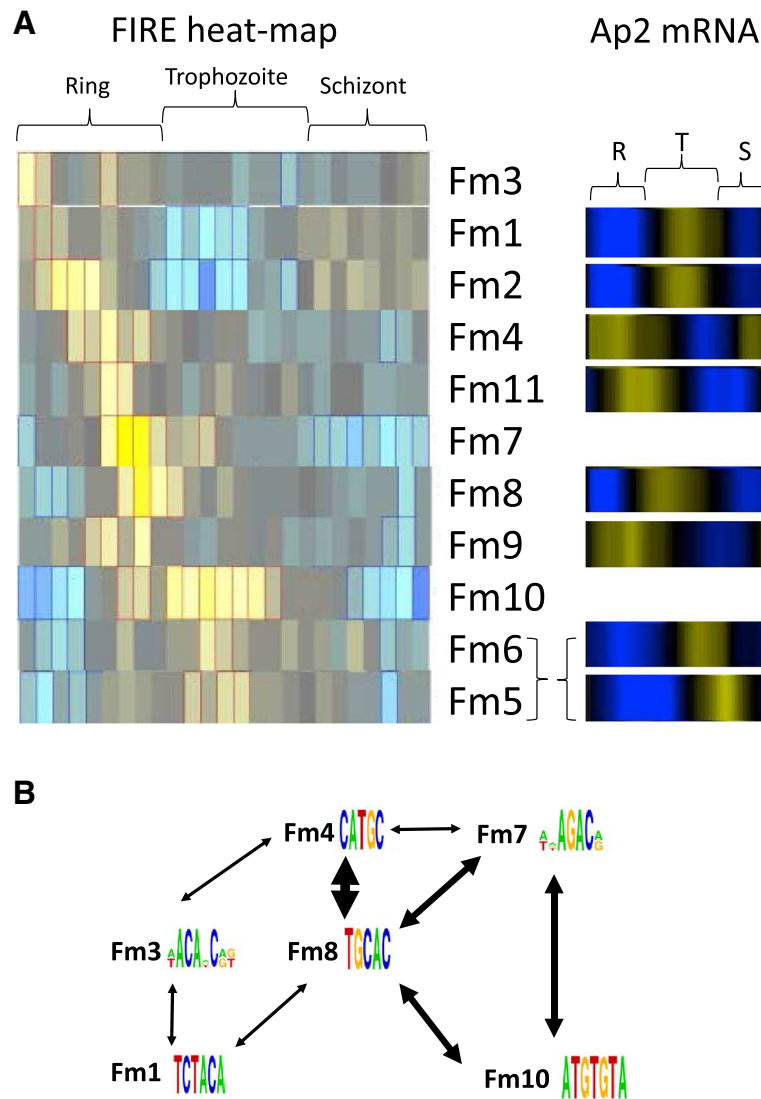 A
FIRE heat-map
Ap2 mRNA
Ring
Trophozoite
Schizont
R
T
S
Fm3
Fm1
Fm2
Fm4
Fm11
Fm7
Fm8
Fm9
Fm10
Fm6
Fm5
B
Fm4 CATGC
Fm7 AGAC
Fm3 ACA C
Fm8 TGCAC
Fm1 TCTACA
Fm10 ATGTGTA